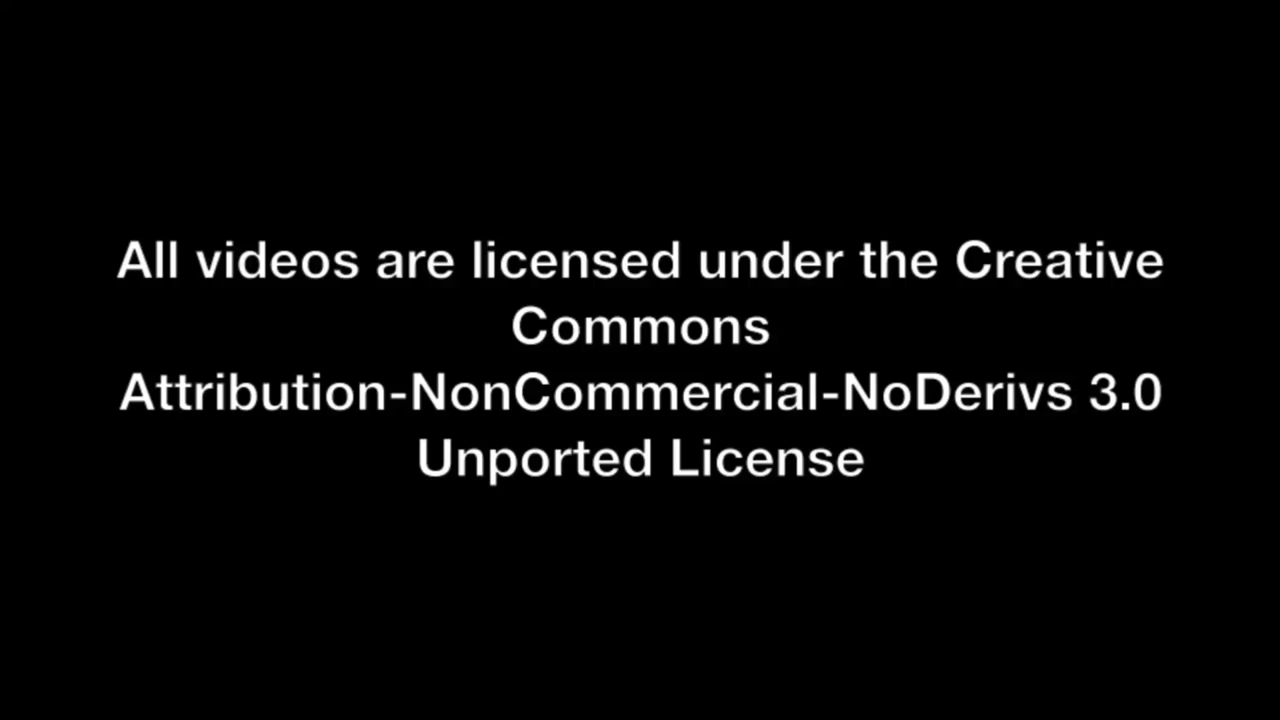 All videos are licensed under the Creative
Commons
Attribution-NonCommercial-NoDerivs 3.0
Unported License